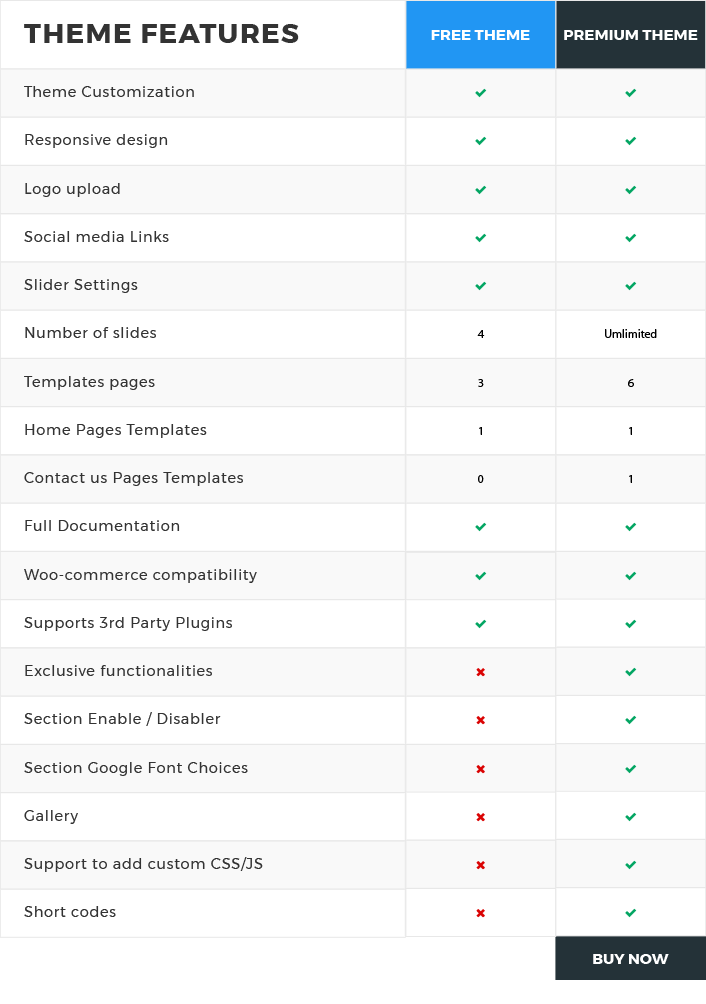 THEME FEATURES FREE THEME PREMIUM THEME
Theme Customization ✔ ✔
Responsive design ✔ ✔
Logo upload ✔ ✔
Social media Links ✔ ✔
Slider Settings ✔ ✔
Number of slides 4 Umlimited
Templates pages 3 6
Home Pages Templates 1 1
Contact us Pages Templates 0 1
Full Documentation ✔ ✔
Woo-commerce compatibility ✔ ✔
Supports 3rd Party Plugins ✔ ✔
Exclusive functionalities ✖ ✔
Section Enable / Disabler ✖ ✔
Section Google Font Choices ✖ ✔
Gallery ✖ ✔
Support to add custom CSS/JS ✖ ✔
Short codes ✖ ✔
BUY NOW